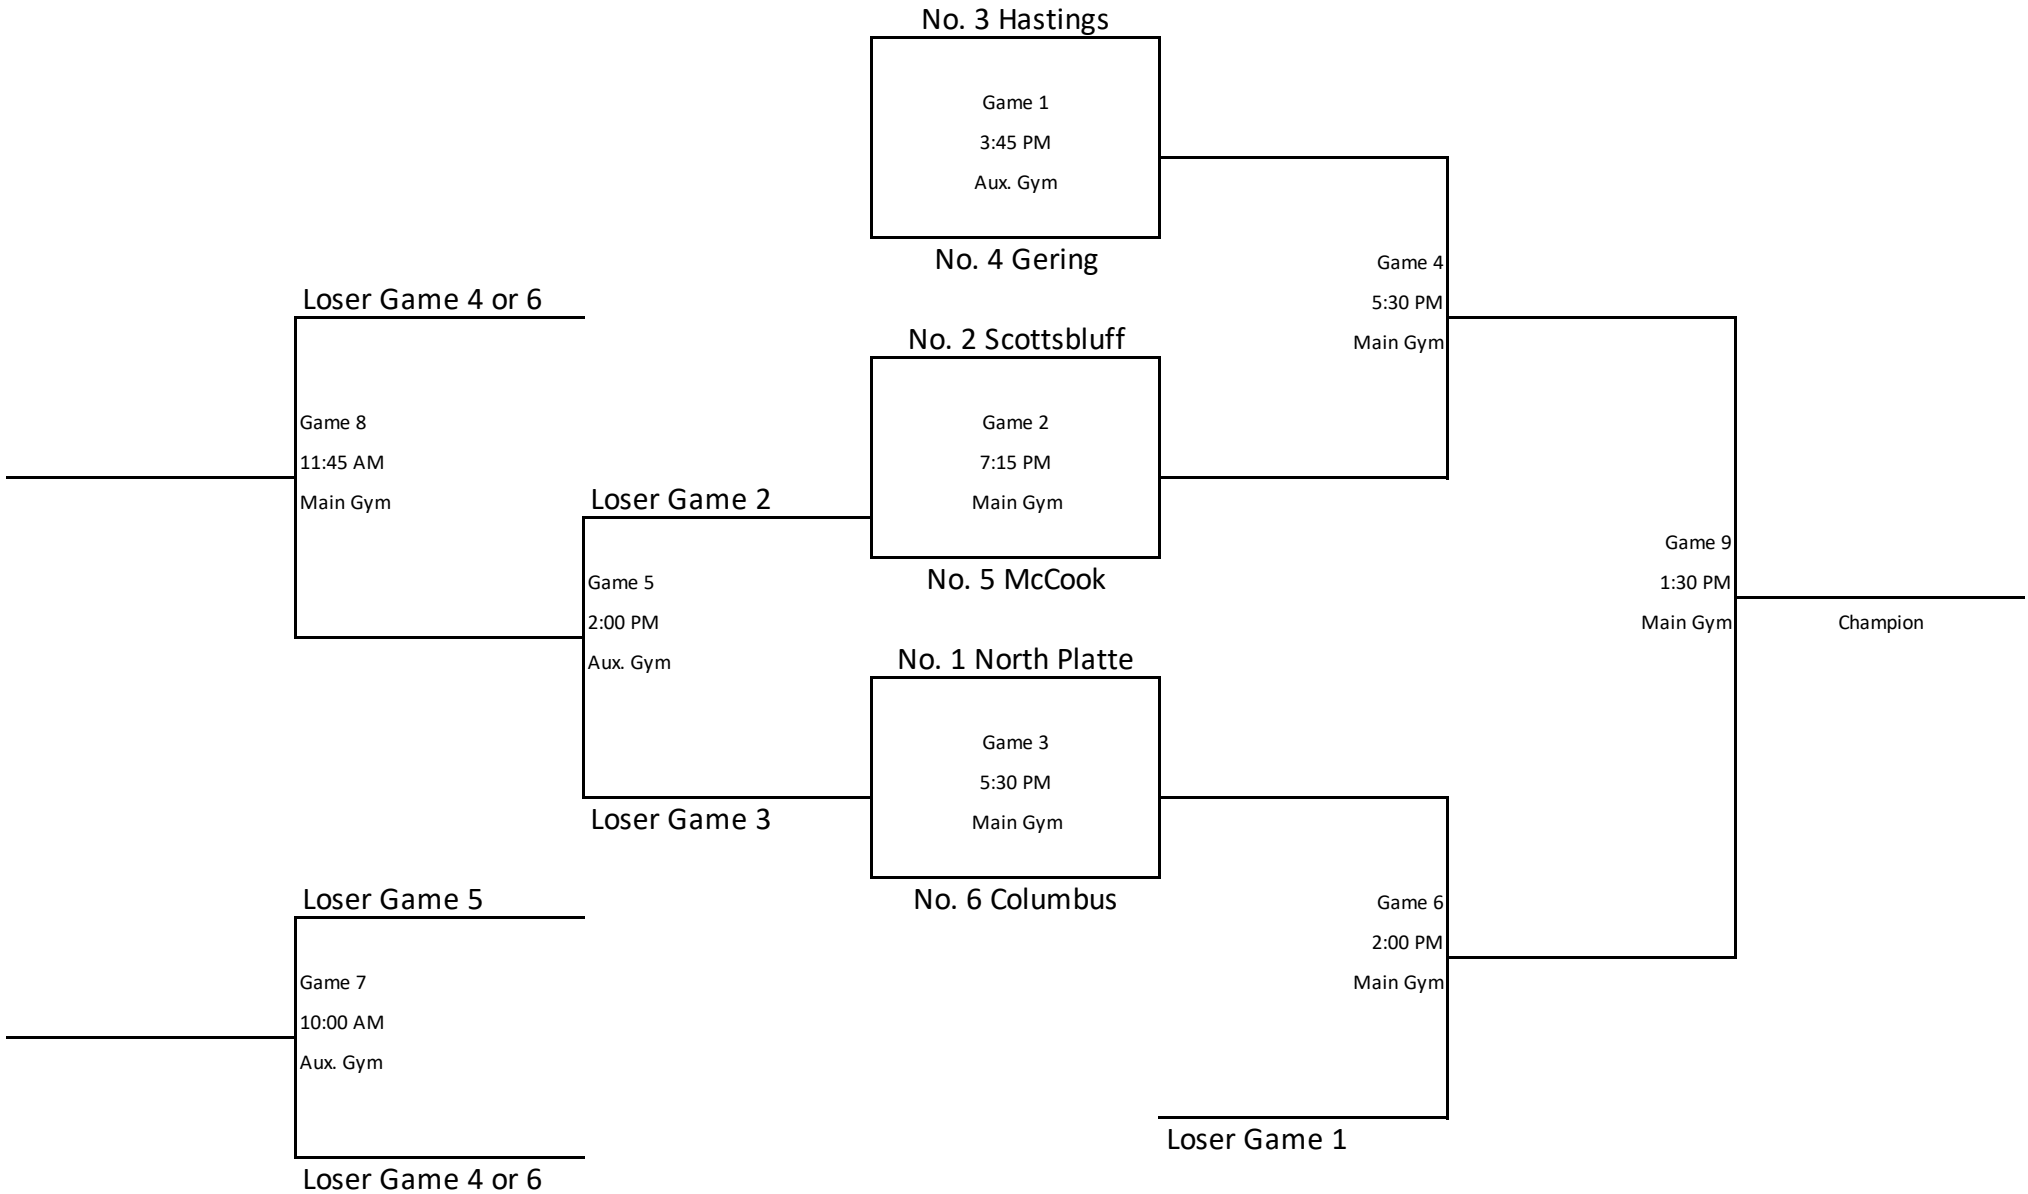 No. 3 Hastings
Game 1
3:45 PM
Aux. Gym
No. 4 Gering
Game 4
5:30 PM
Main Gym
Loser Game 4 or 6
No. 2 Scottsbluff
Game 8
11:45 AM
Main Gym
Game 2
7:15 PM
Main Gym
Loser Game 2
No. 5 McCook
Game 5
2:00 PM
Aux. Gym
Game 9
1:30 PM
Main Gym
Champion
No. 1 North Platte
Game 3
5:30 PM
Main Gym
Loser Game 3
No. 6 Columbus
Loser Game 5
Game 6
2:00 PM
Main Gym
Game 7
10:00 AM
Aux. Gym
Loser Game 1
Loser Game 4 or 6